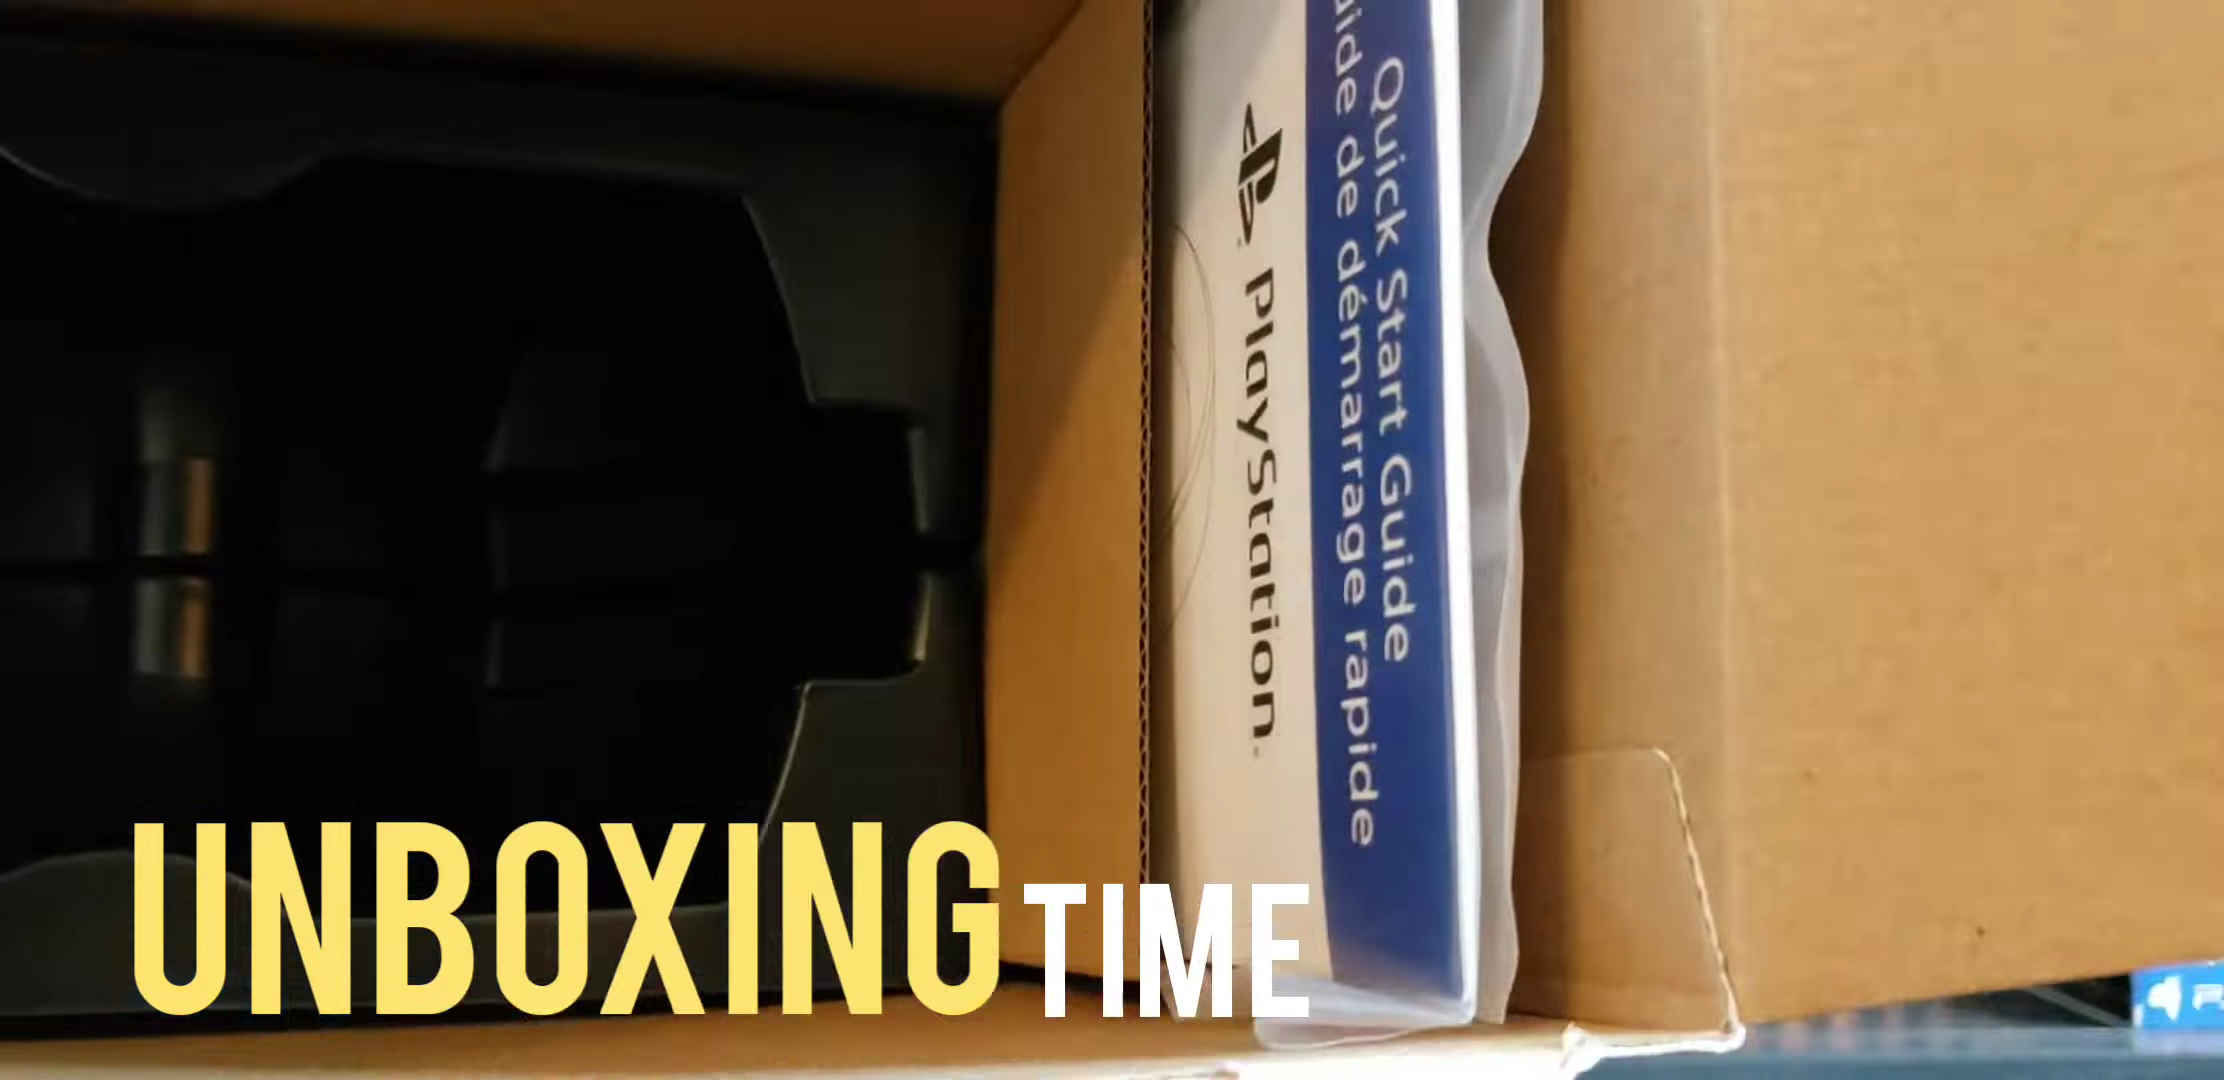 Quick Start Guide
uide de démarrage rapide
PlayStation
UNBOXING TIME